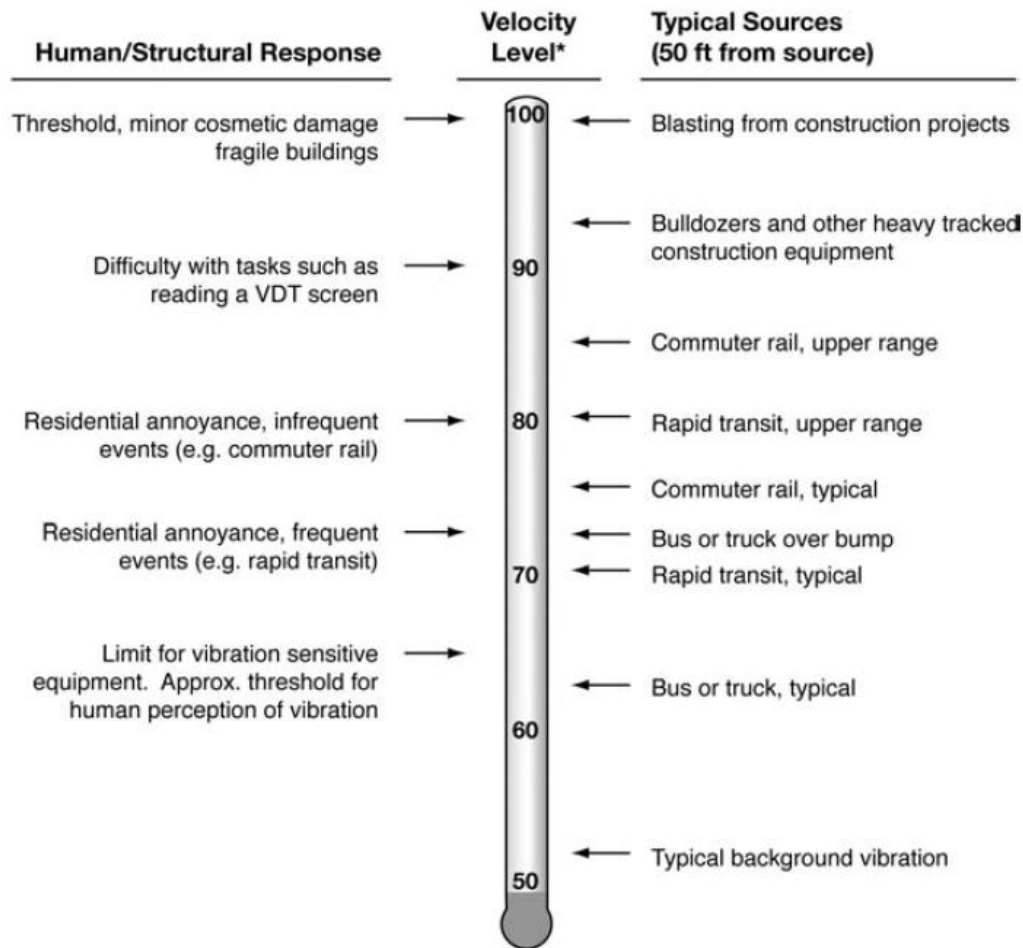 Human/Structural Response
Velocity
Level*
Typical Sources
(50 ft from source)
Threshold, minor cosmetic damage
fragile buildings
100
Blasting from construction projects
Bulldozers and other heavy tracked
construction equipment
Difficulty with tasks such as
reading a VDT screen
90
Commuter rail, upper range
Residential annoyance, infrequent
events (e.g. commuter rail)
80
Rapid transit, upper range
Commuter rail, typical
Residential annoyance, frequent
events (e.g. rapid transit)
Bus or truck over bump
70
Rapid transit, typical
Limit for vibration sensitive
equipment. Approx. threshold for
human perception of vibration
Bus or truck, typical
60
Typical background vibration
50